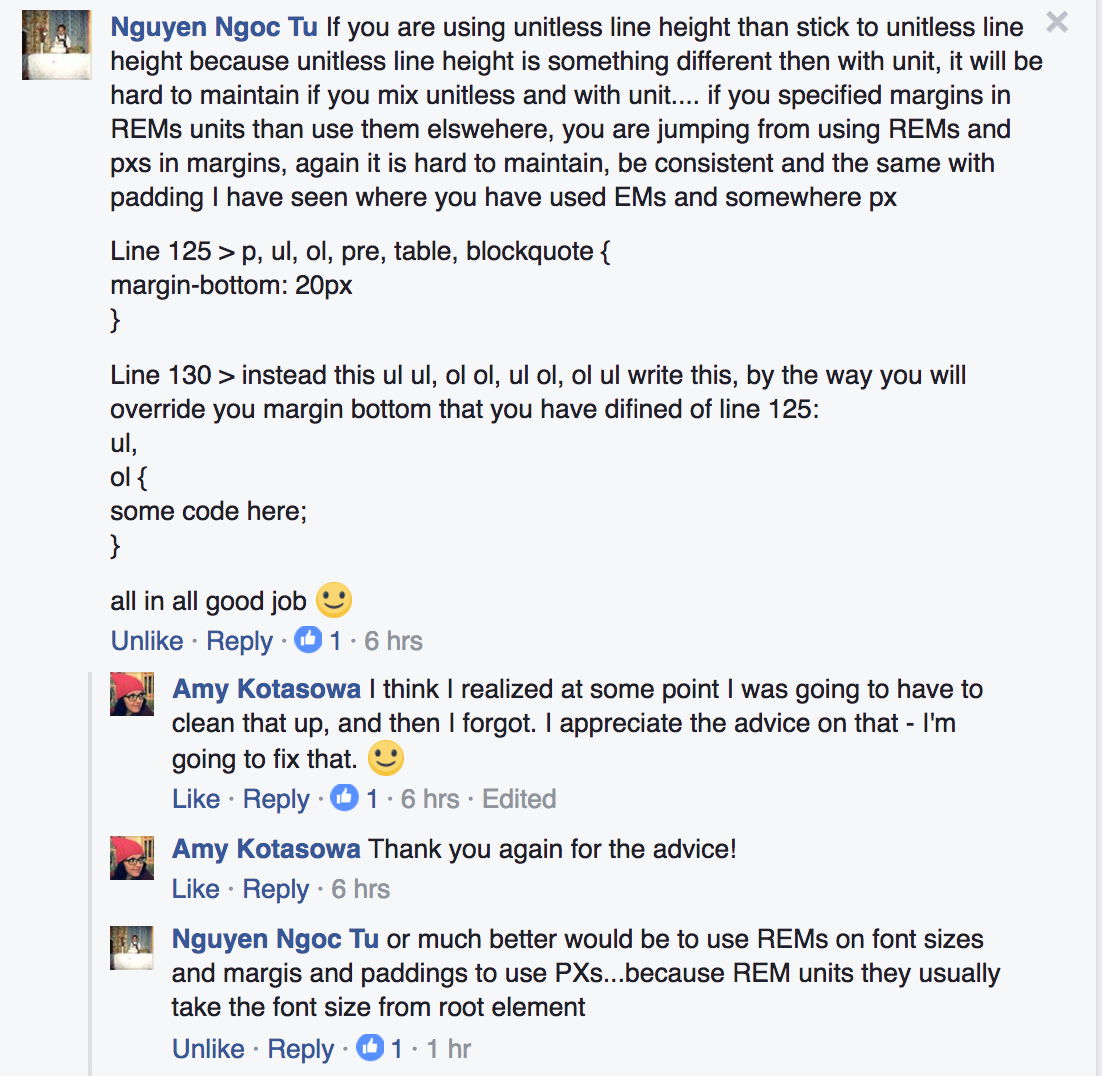 Nguyen Ngoc Tu If you are using unitless line height than stick to unitless line
height because unitless line height is something different then with unit, it will be
hard to maintain if you mix unitless and with unit.... if you specified margins in
REMs units than use them elswehere, you are jumping from using REMs and
pxs in margins, again it is hard to maintain, be consistent and the same with
padding I have seen where you have used EMs and somewhere px
Line 125 > p, ul, ol, pre, table, blockquote {
margin-bottom: 20px
}
Line 130 > instead this ul ul, ol ol, ul ol, ol ul write this, by the way you will
override you margin bottom that you have difined of line 125:
ul,
ol {
some code here;
}
all in all good job 🙂
Unlike · Reply · 1 · 6 hrs
Amy Kotasowa I think I realized at some point I was going to have to
clean that up, and then I forgot. I appreciate the advice on that - I'm
going to fix that. 🙂
Like · Reply · 1 · 6 hrs · Edited
Amy Kotasowa Thank you again for the advice!
Like · Reply · 6 hrs
Nguyen Ngoc Tu or much better would be to use REMs on font sizes
and margis and paddings to use PXs...because REM units they usually
take the font size from root element
Unlike · Reply · 1 · 1 hr